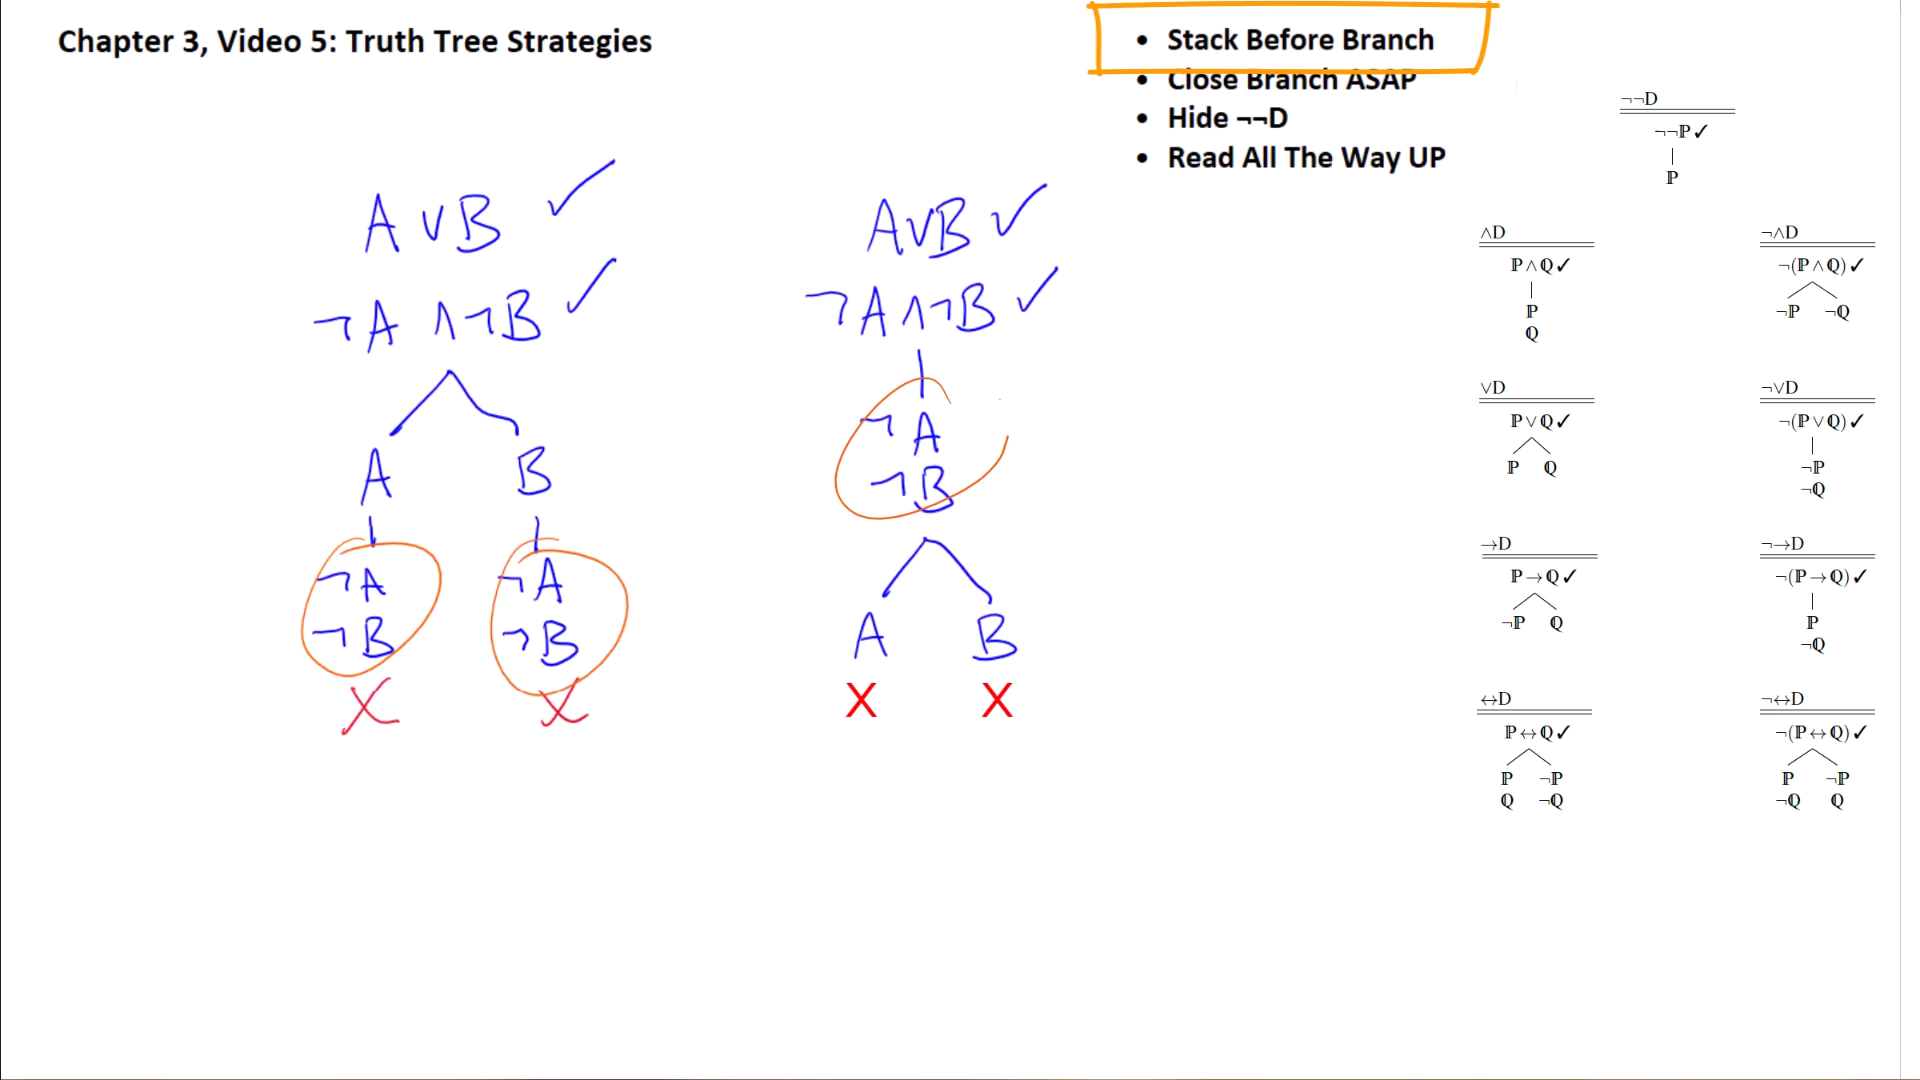 Chapter 3, Video 5: Truth Tree Strategies
• Stack Before Branch
• Close Branch ASAP
• Hide ¬¬D
• Read All The Way UP
A ∨ B ✓
¬A ∧ ¬B ✓
A B
¬A ¬A
¬B ¬B
X X
A∨B ✓
¬A∧¬B ✓
¬A
¬B
A B
X X
¬¬D
¬¬ℙ✓
ℙ
∧D
ℙ∧ℚ✓
ℙ
ℚ
¬∧D
¬(ℙ∧ℚ)✓
¬ℙ ¬ℚ
∨D
ℙ∨ℚ✓
ℙ ℚ
¬∨D
¬(ℙ∨ℚ)✓
¬ℙ
¬ℚ
→D
ℙ→ℚ✓
¬ℙ ℚ
¬→D
¬(ℙ→ℚ)✓
ℙ
¬ℚ
↔D
ℙ↔ℚ✓
ℙ ¬ℙ
ℚ ¬ℚ
¬↔D
¬(ℙ↔ℚ)✓
ℙ ¬ℙ
¬ℚ ℚ